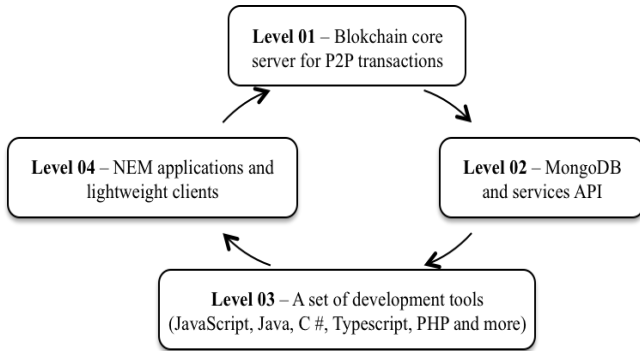 Level 01 – Blokchain core
server for P2P transactions
Level 04 – NEM applications and
lightweight clients
Level 02 – MongoDB
and services API
Level 03 – A set of development tools
(JavaScript, Java, C #, Typescript, PHP and more)